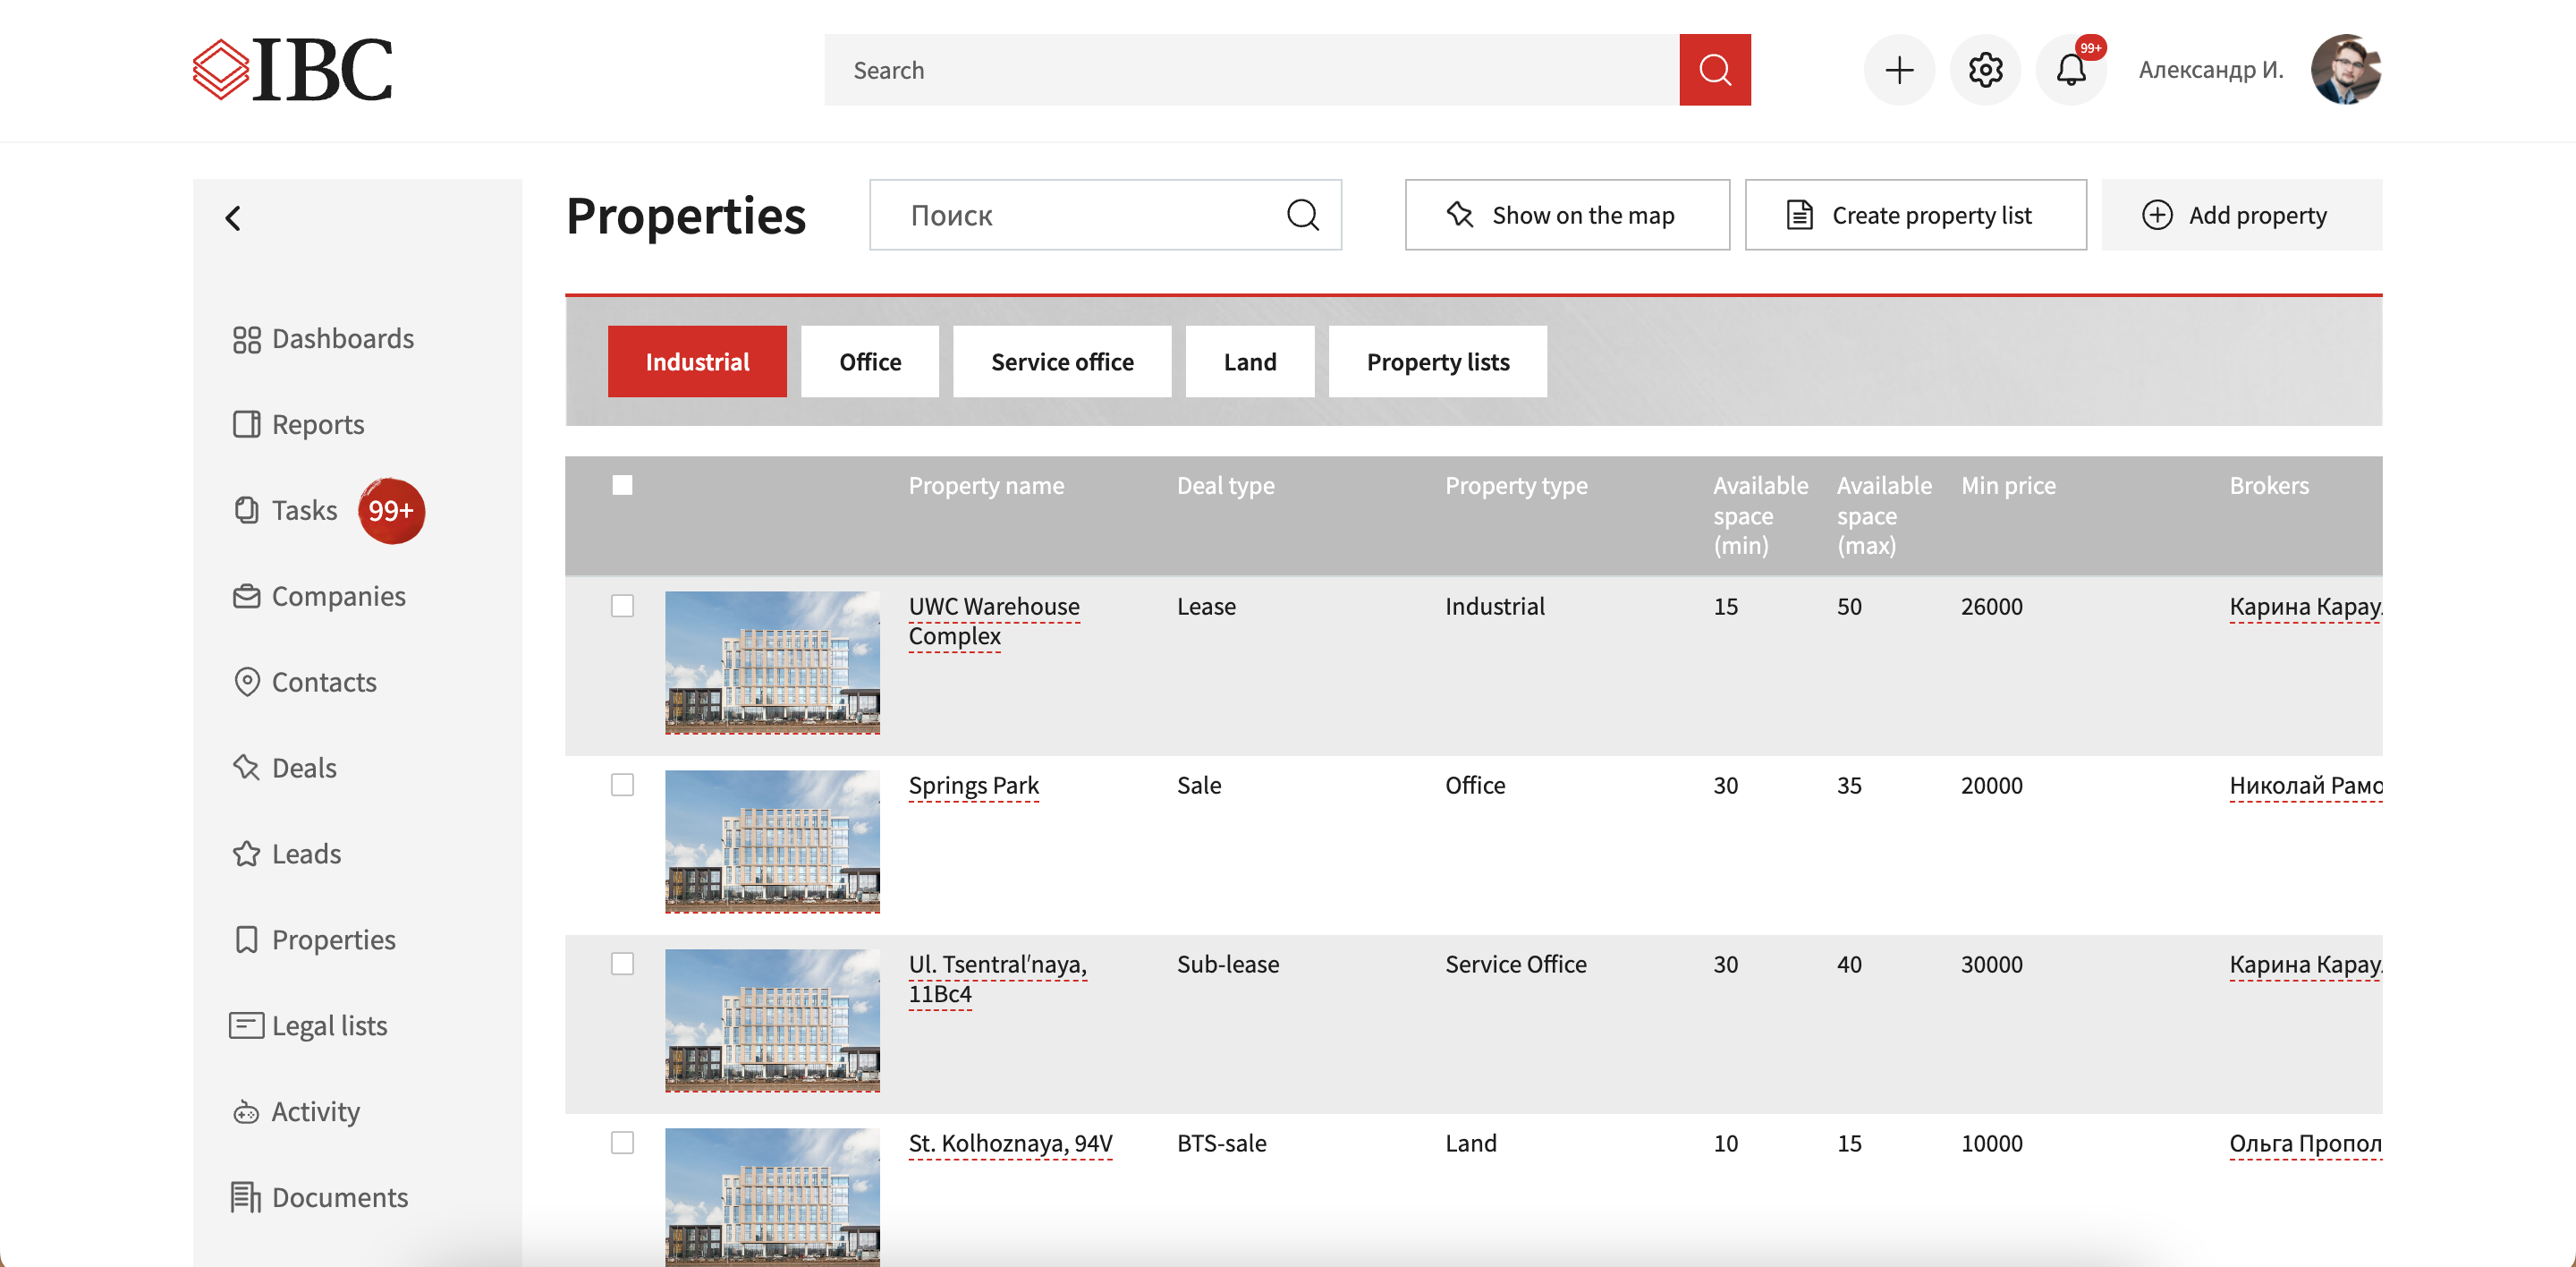 IBC
Search
99+
Александр И.
Properties
Поиск
Show on the map
Create property list
Add property
Dashboards
Reports
Tasks 99+
Companies
Contacts
Deals
Leads
Properties
Legal lists
Activity
Documents
Industrial
Office
Service office
Land
Property lists
Property name
Deal type
Property type
Available
space
(min)
Available
space
(max)
Min price
Brokers
UWC Warehouse
Complex
Lease
Industrial
15
50
26000
Карина Карау
Springs Park
Sale
Office
30
35
20000
Николай Рамо
Ul. Tsentralʹnaya,
11Bc4
Sub-lease
Service Office
30
40
30000
Карина Карау
St. Kolhoznaya, 94V
BTS-sale
Land
10
15
10000
Ольга Пропол